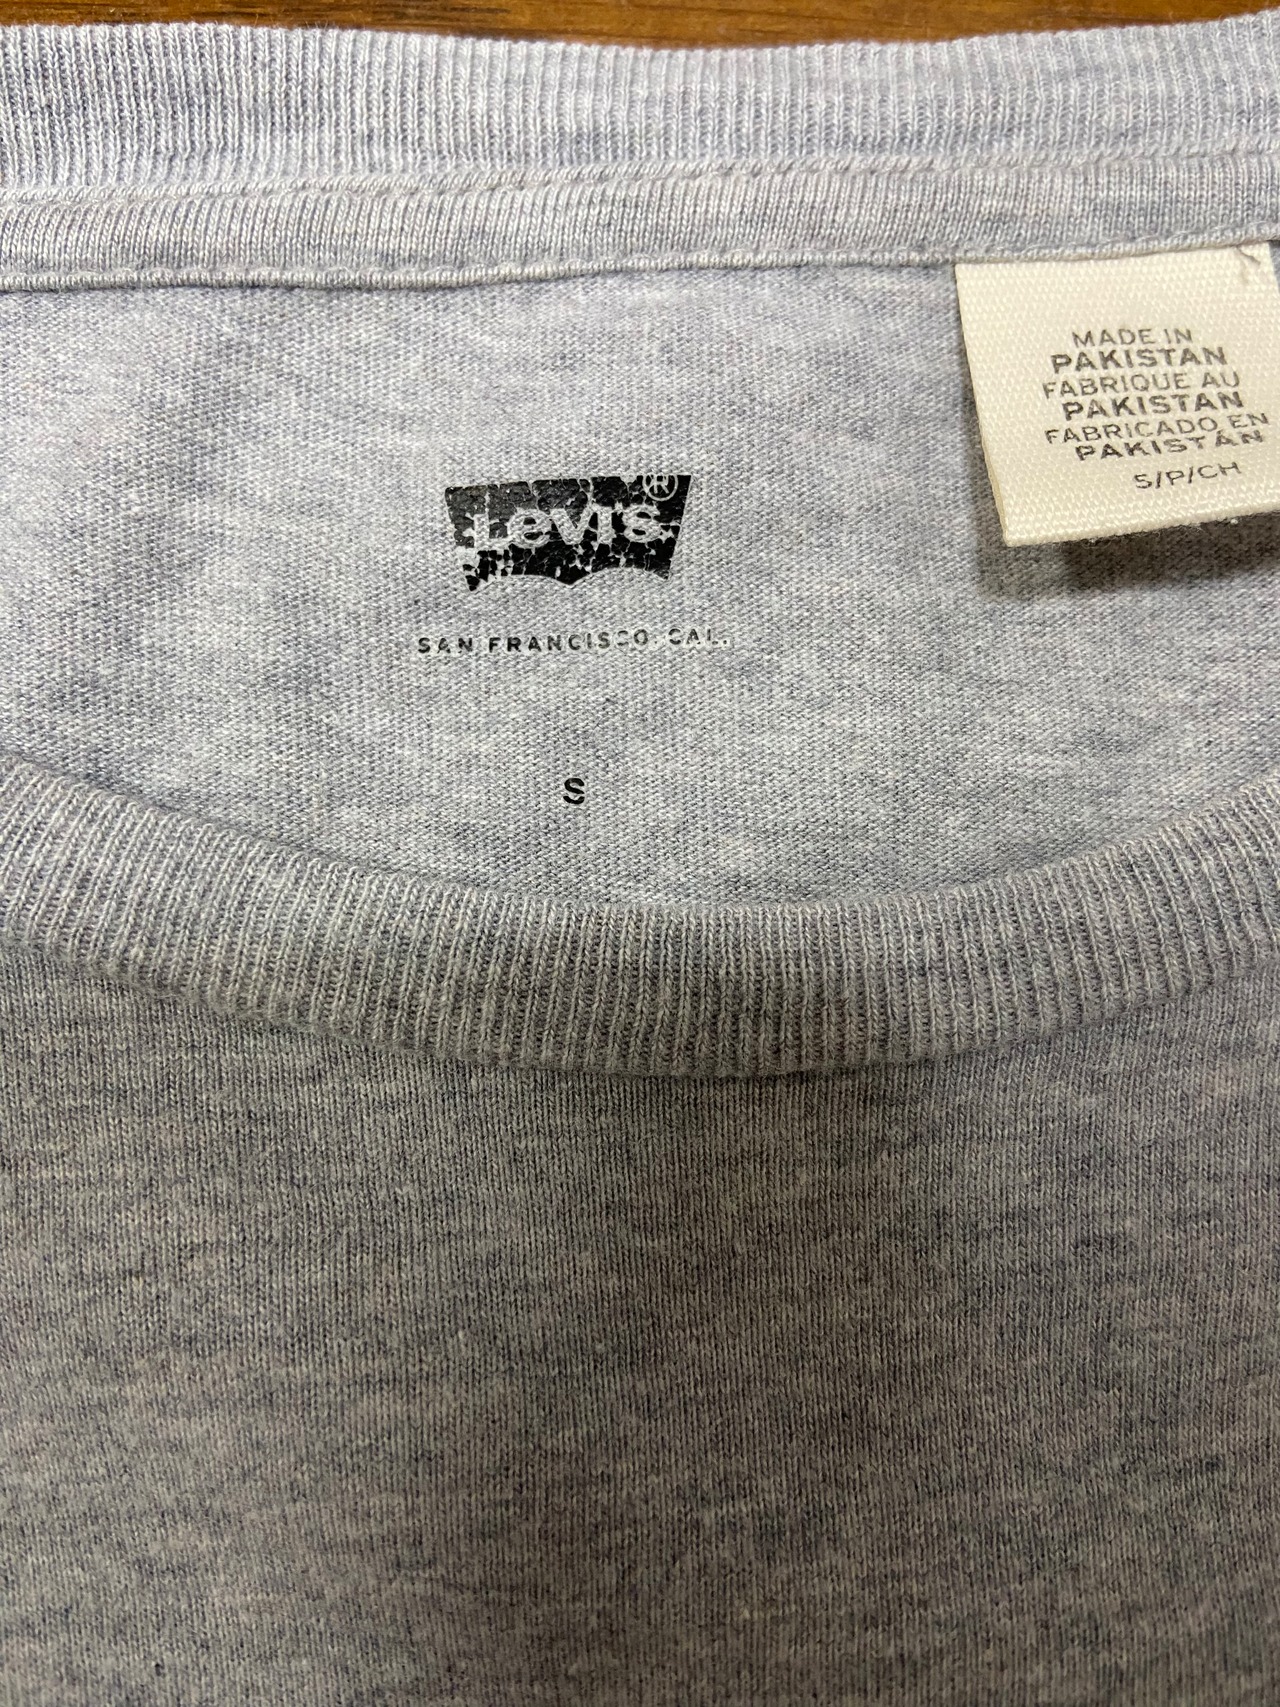 MADE IN
PAKISTAN
FABRIQUE AU
PAKISTAN
FABRICADO EN
PAKISTAN
S/P/CH
Levi's®
SAN FRANCISCO CAL.
S